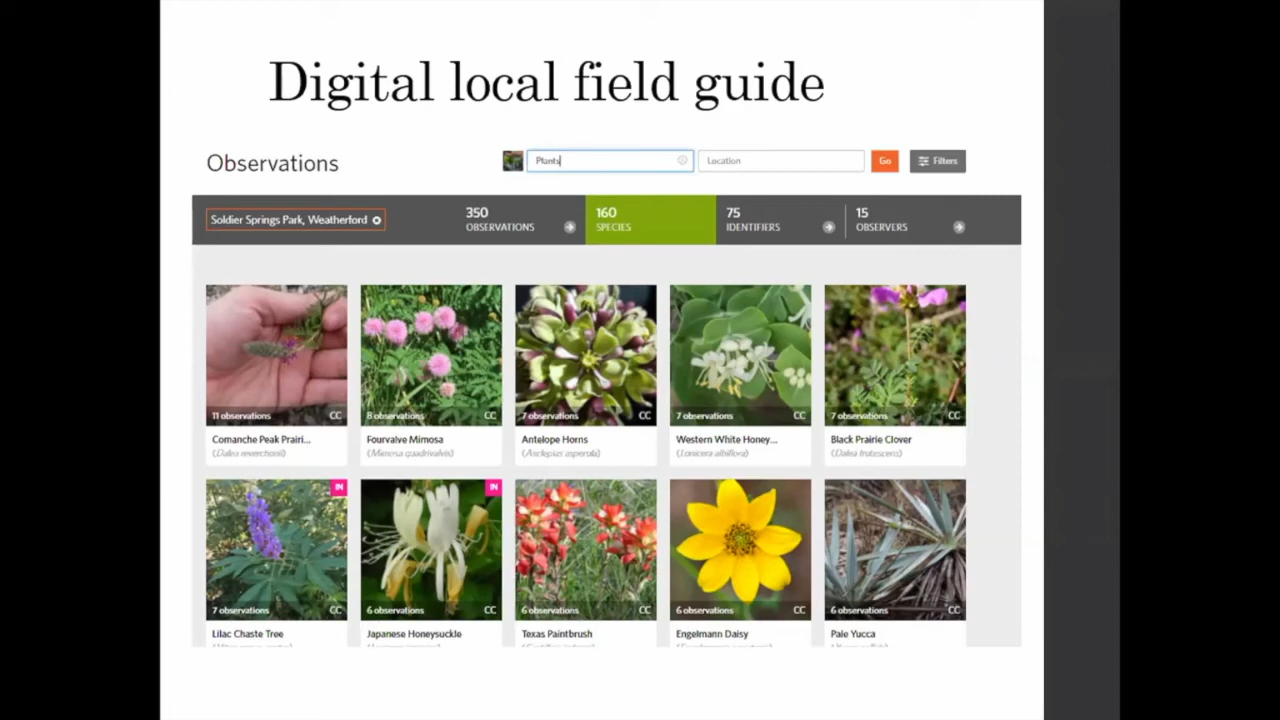 Digital local field guide
Observations
Plants
Location
Go
Filters
Soldier Springs Park, Weatherford
350
OBSERVATIONS
160
SPECIES
75
IDENTIFIERS
15
OBSERVERS
11 observations CC
8 observations CC
7 observations CC
7 observations CC
7 observations CC
Comanche Peak Prairi...
Fourvalve Mimosa
Antelope Horns
Western White Honey...
Black Prairie Clover
(Dalea reverchonii)
(Mimosa quadrivalvis)
(Asclepias asperula)
(Lonicera albiflora)
(Dalea frutescens)
IN
IN
7 observations CC
6 observations CC
6 observations CC
6 observations CC
6 observations CC
Lilac Chaste Tree
Japanese Honeysuckle
Texas Paintbrush
Engelmann Daisy
Pale Yucca